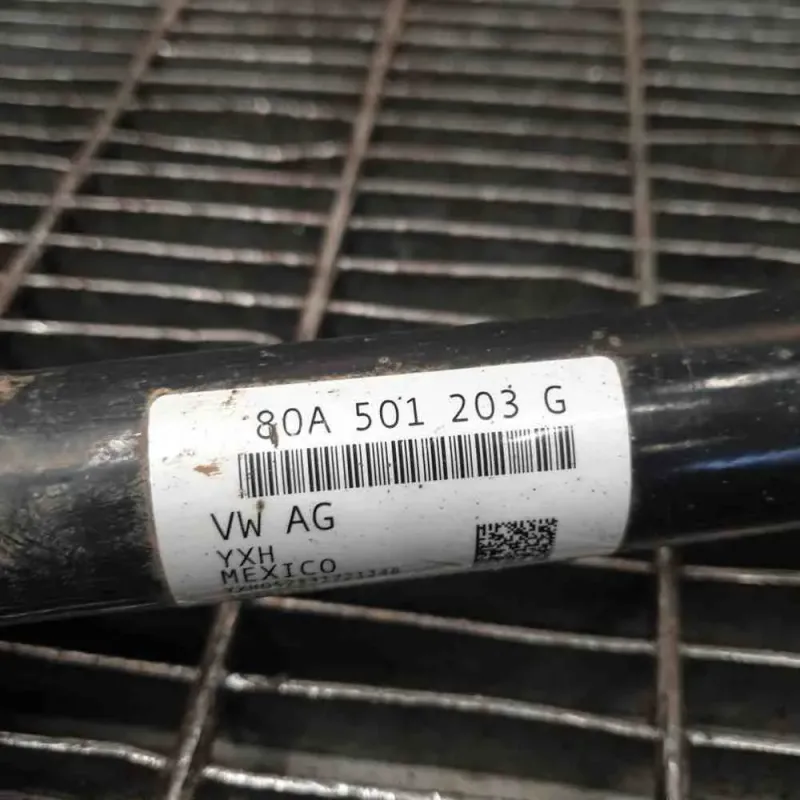 80A 501 203 G
VW AG
YXH
MEXICO